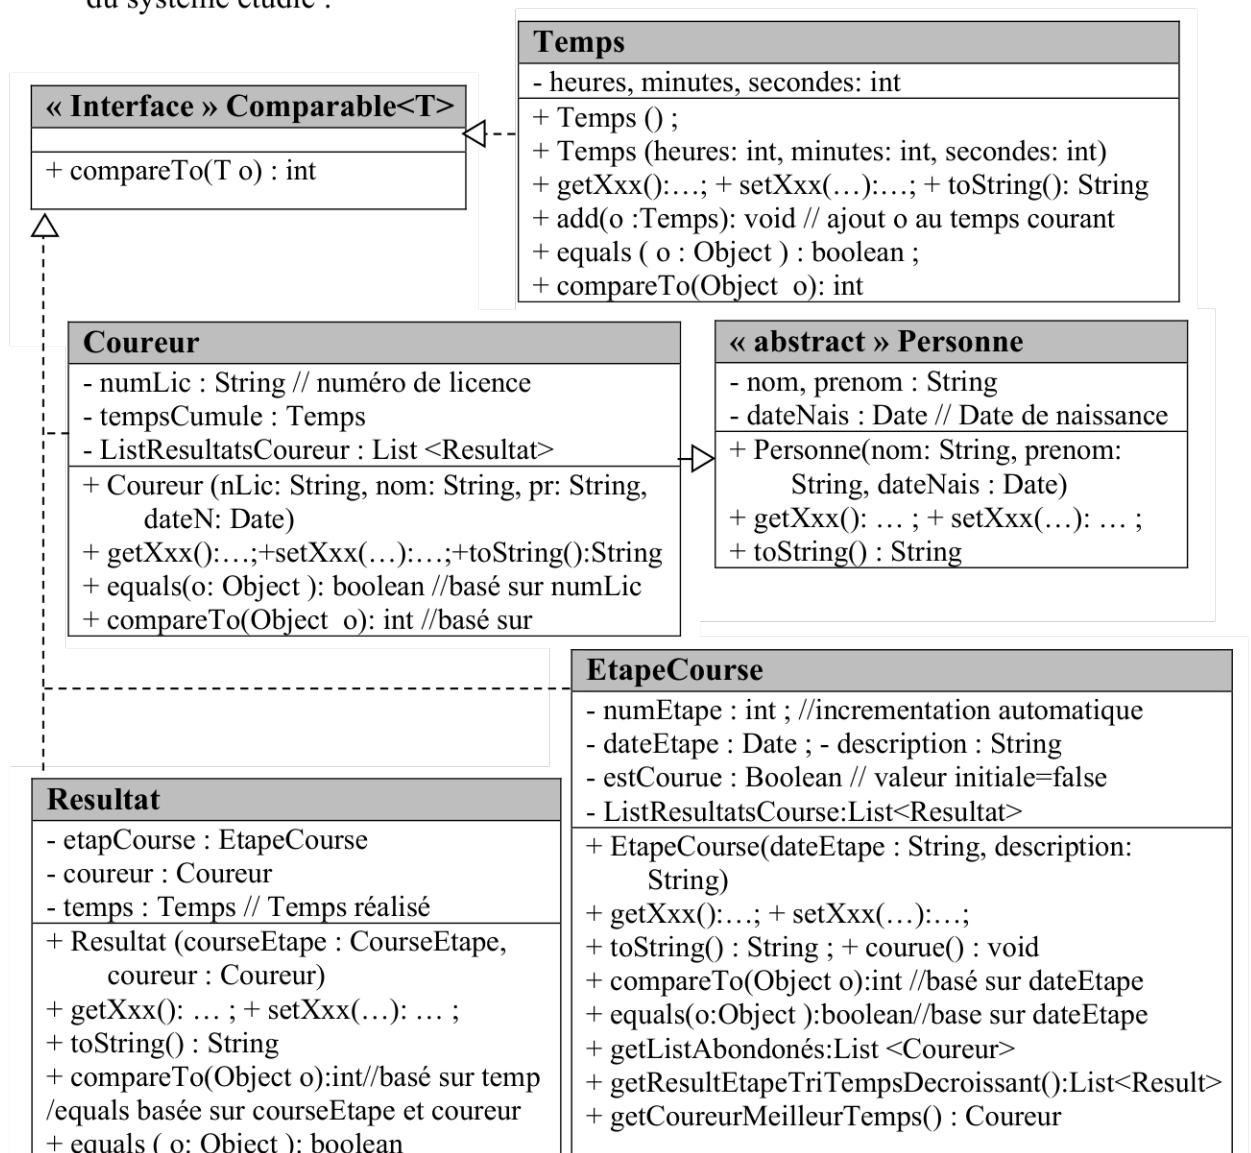 du système étudié :
Temps
- heures, minutes, secondes: int
+ Temps () ;
+ Temps (heures: int, minutes: int, secondes: int)
+ getXxx():…; + setXxx(…):…; + toString(): String
+ add(o :Temps): void // ajout o au temps courant
+ equals ( o : Object ) : boolean ;
+ compareTo(Object o): int
« Interface » Comparable<T>
+ compareTo(T o) : int
Coureur
- numLic : String // numéro de licence
- tempsCumule : Temps
- ListResultatsCoureur : List <Resultat>
+ Coureur (nLic: String, nom: String, pr: String,
dateN: Date)
+ getXxx():…;+setXxx(…):…;+toString():String
+ equals(o: Object ): boolean //basé sur numLic
+ compareTo(Object o): int //basé sur
« abstract » Personne
- nom, prenom : String
- dateNais : Date // Date de naissance
+ Personne(nom: String, prenom:
String, dateNais : Date)
+ getXxx(): … ; + setXxx(…): … ;
+ toString() : String
EtapeCourse
- numEtape : int ; //incrementation automatique
- dateEtape : Date ; - description : String
- estCourue : Boolean // valeur initiale=false
- ListResultatsCourse:List<Resultat>
+ EtapeCourse(dateEtape : String, description:
String)
+ getXxx():…; + setXxx(…):…;
+ toString() : String ; + courue() : void
+ compareTo(Object o):int //basé sur dateEtape
+ equals(o:Object ):boolean//base sur dateEtape
+ getListAbondonés:List <Coureur>
+ getResultEtapeTriTempsDecroissant():List<Result>
+ getCoureurMeilleurTemps() : Coureur
Resultat
- etapCourse : EtapeCourse
- coureur : Coureur
- temps : Temps // Temps réalisé
+ Resultat (courseEtape : CourseEtape,
coureur : Coureur)
+ getXxx(): … ; + setXxx(…): … ;
+ toString() : String
+ compareTo(Object o):int//basé sur temp
/equals basée sur courseEtape et coureur
+ equals ( o: Object ): boolean